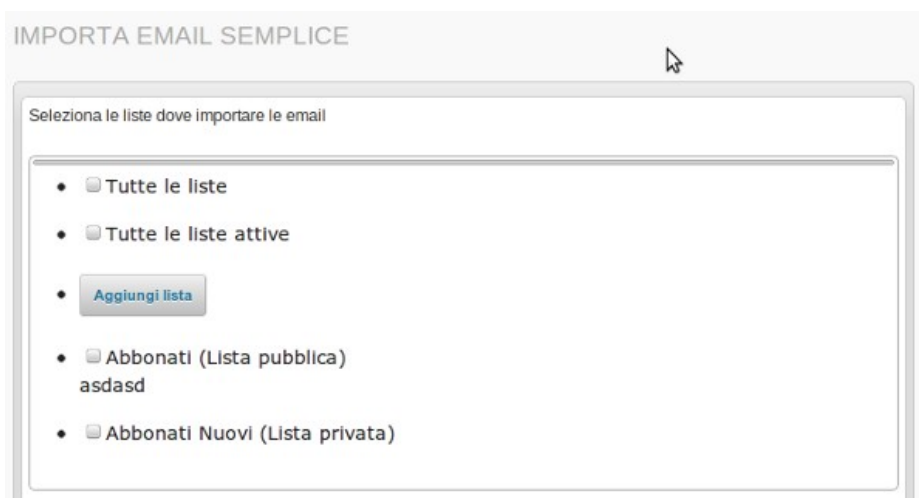 IMPORTA EMAIL SEMPLICE
Seleziona le liste dove importare le email
Tutte le liste
Tutte le liste attive
Aggiungi lista
Abbonati (Lista pubblica)
asdasd
Abbonati Nuovi (Lista privata)